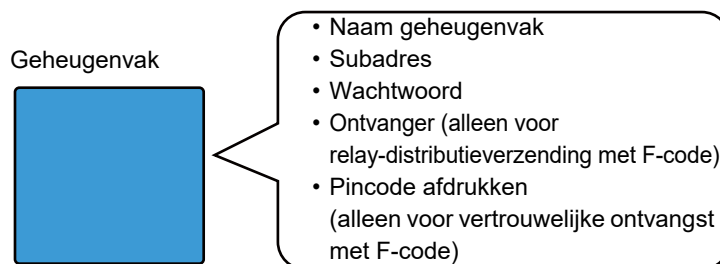 Geheugenvak
• Naam geheugenvak
• Subadres
• Wachtwoord
• Ontvanger (alleen voor
relay-distributieverzending met F-code)
• Pincode afdrukken
(alleen voor vertrouwelijke ontvangst
met F-code)